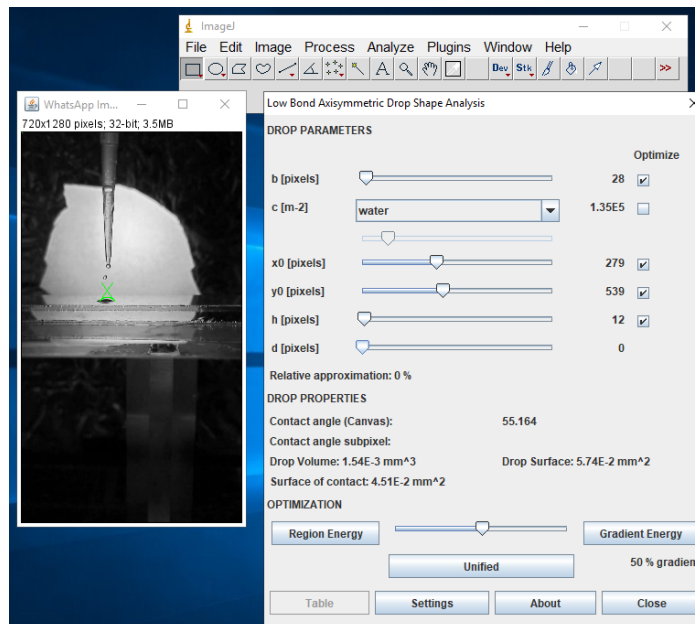 ImageJ
File Edit Image Process Analyze Plugins Window Help
A Dev Stk >>
WhatsApp Im...
720x1280 pixels; 32-bit; 3.5MB
Low Bond Axisymmetric Drop Shape Analysis
DROP PARAMETERS
Optimize
b [pixels] 28
c [m-2] water 1.35E5
x0 [pixels] 279
y0 [pixels] 539
h [pixels] 12
d [pixels] 0
Relative approximation: 0 %
DROP PROPERTIES
Contact angle (Canvas): 55.164
Contact angle subpixel:
Drop Volume: 1.54E-3 mm^3 Drop Surface: 5.74E-2 mm^2
Surface of contact: 4.51E-2 mm^2
OPTIMIZATION
Region Energy Gradient Energy
Unified 50 % gradien
Table Settings About Close